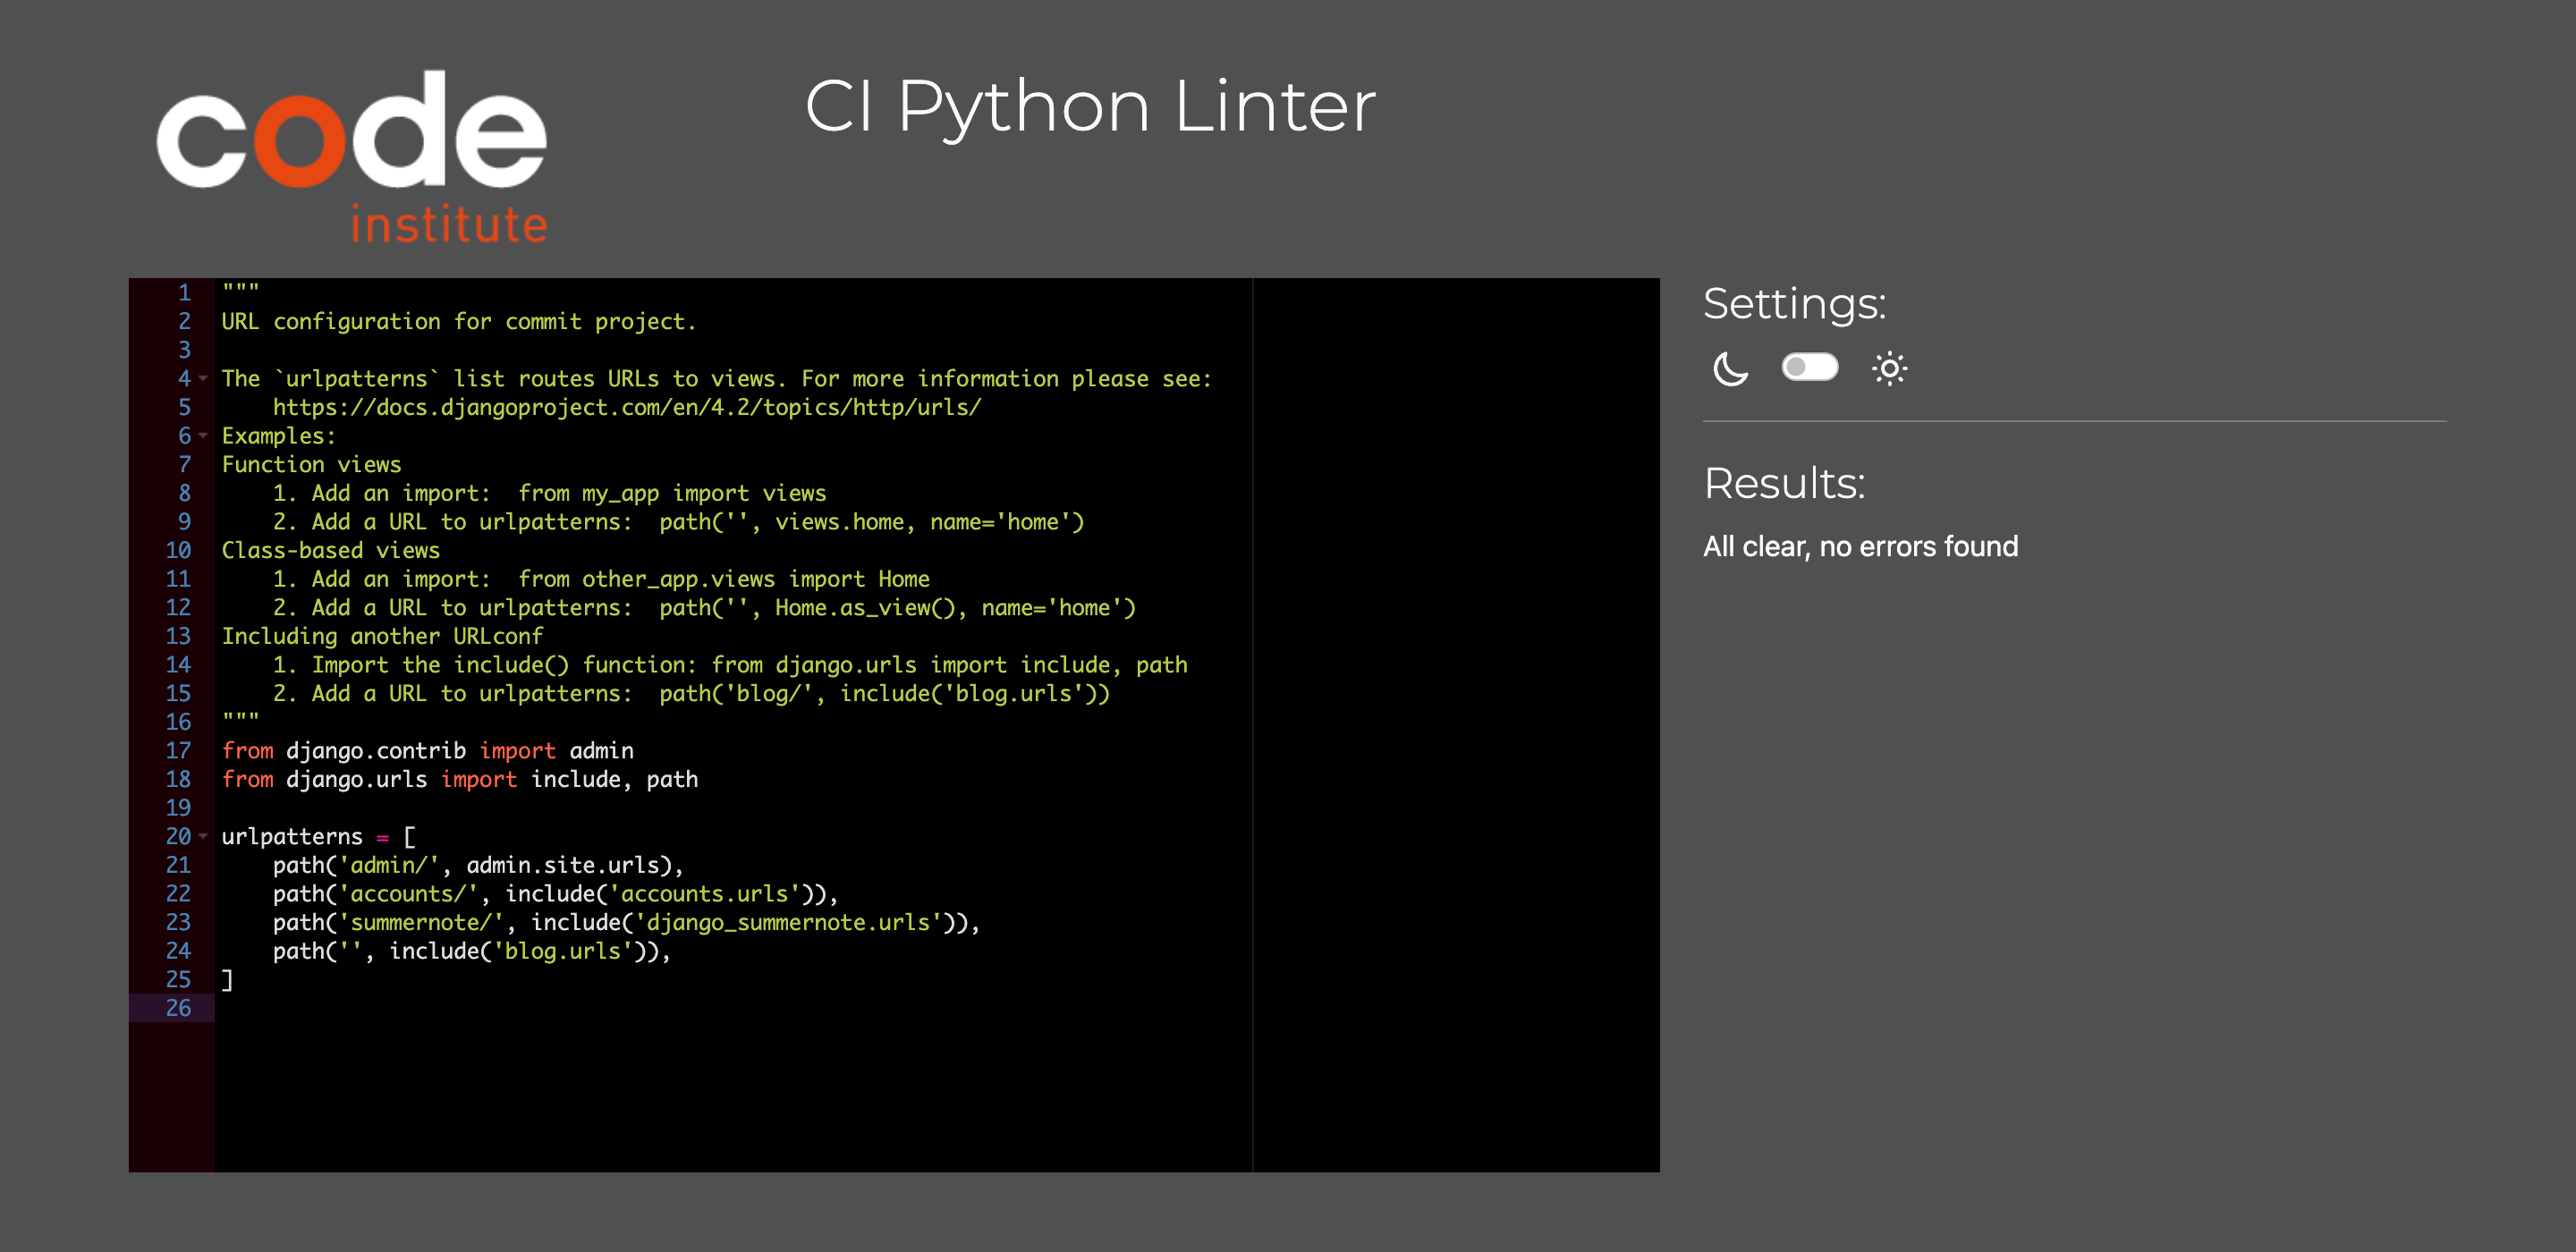 code
institute
CI Python Linter
1 """
2 URL configuration for commit project.
3
4 The `urlpatterns` list routes URLs to views. For more information please see:
5     https://docs.djangoproject.com/en/4.2/topics/http/urls/
6 Examples:
7 Function views
8     1. Add an import:  from my_app import views
9     2. Add a URL to urlpatterns:  path('', views.home, name='home')
10 Class-based views
11     1. Add an import:  from other_app.views import Home
12     2. Add a URL to urlpatterns:  path('', Home.as_view(), name='home')
13 Including another URLconf
14     1. Import the include() function: from django.urls import include, path
15     2. Add a URL to urlpatterns:  path('blog/', include('blog.urls'))
16 """
17 from django.contrib import admin
18 from django.urls import include, path
19
20 urlpatterns = [
21     path('admin/', admin.site.urls),
22     path('accounts/', include('accounts.urls')),
23     path('summernote/', include('django_summernote.urls')),
24     path('', include('blog.urls')),
25 ]
26
Settings:
Results:
All clear, no errors found